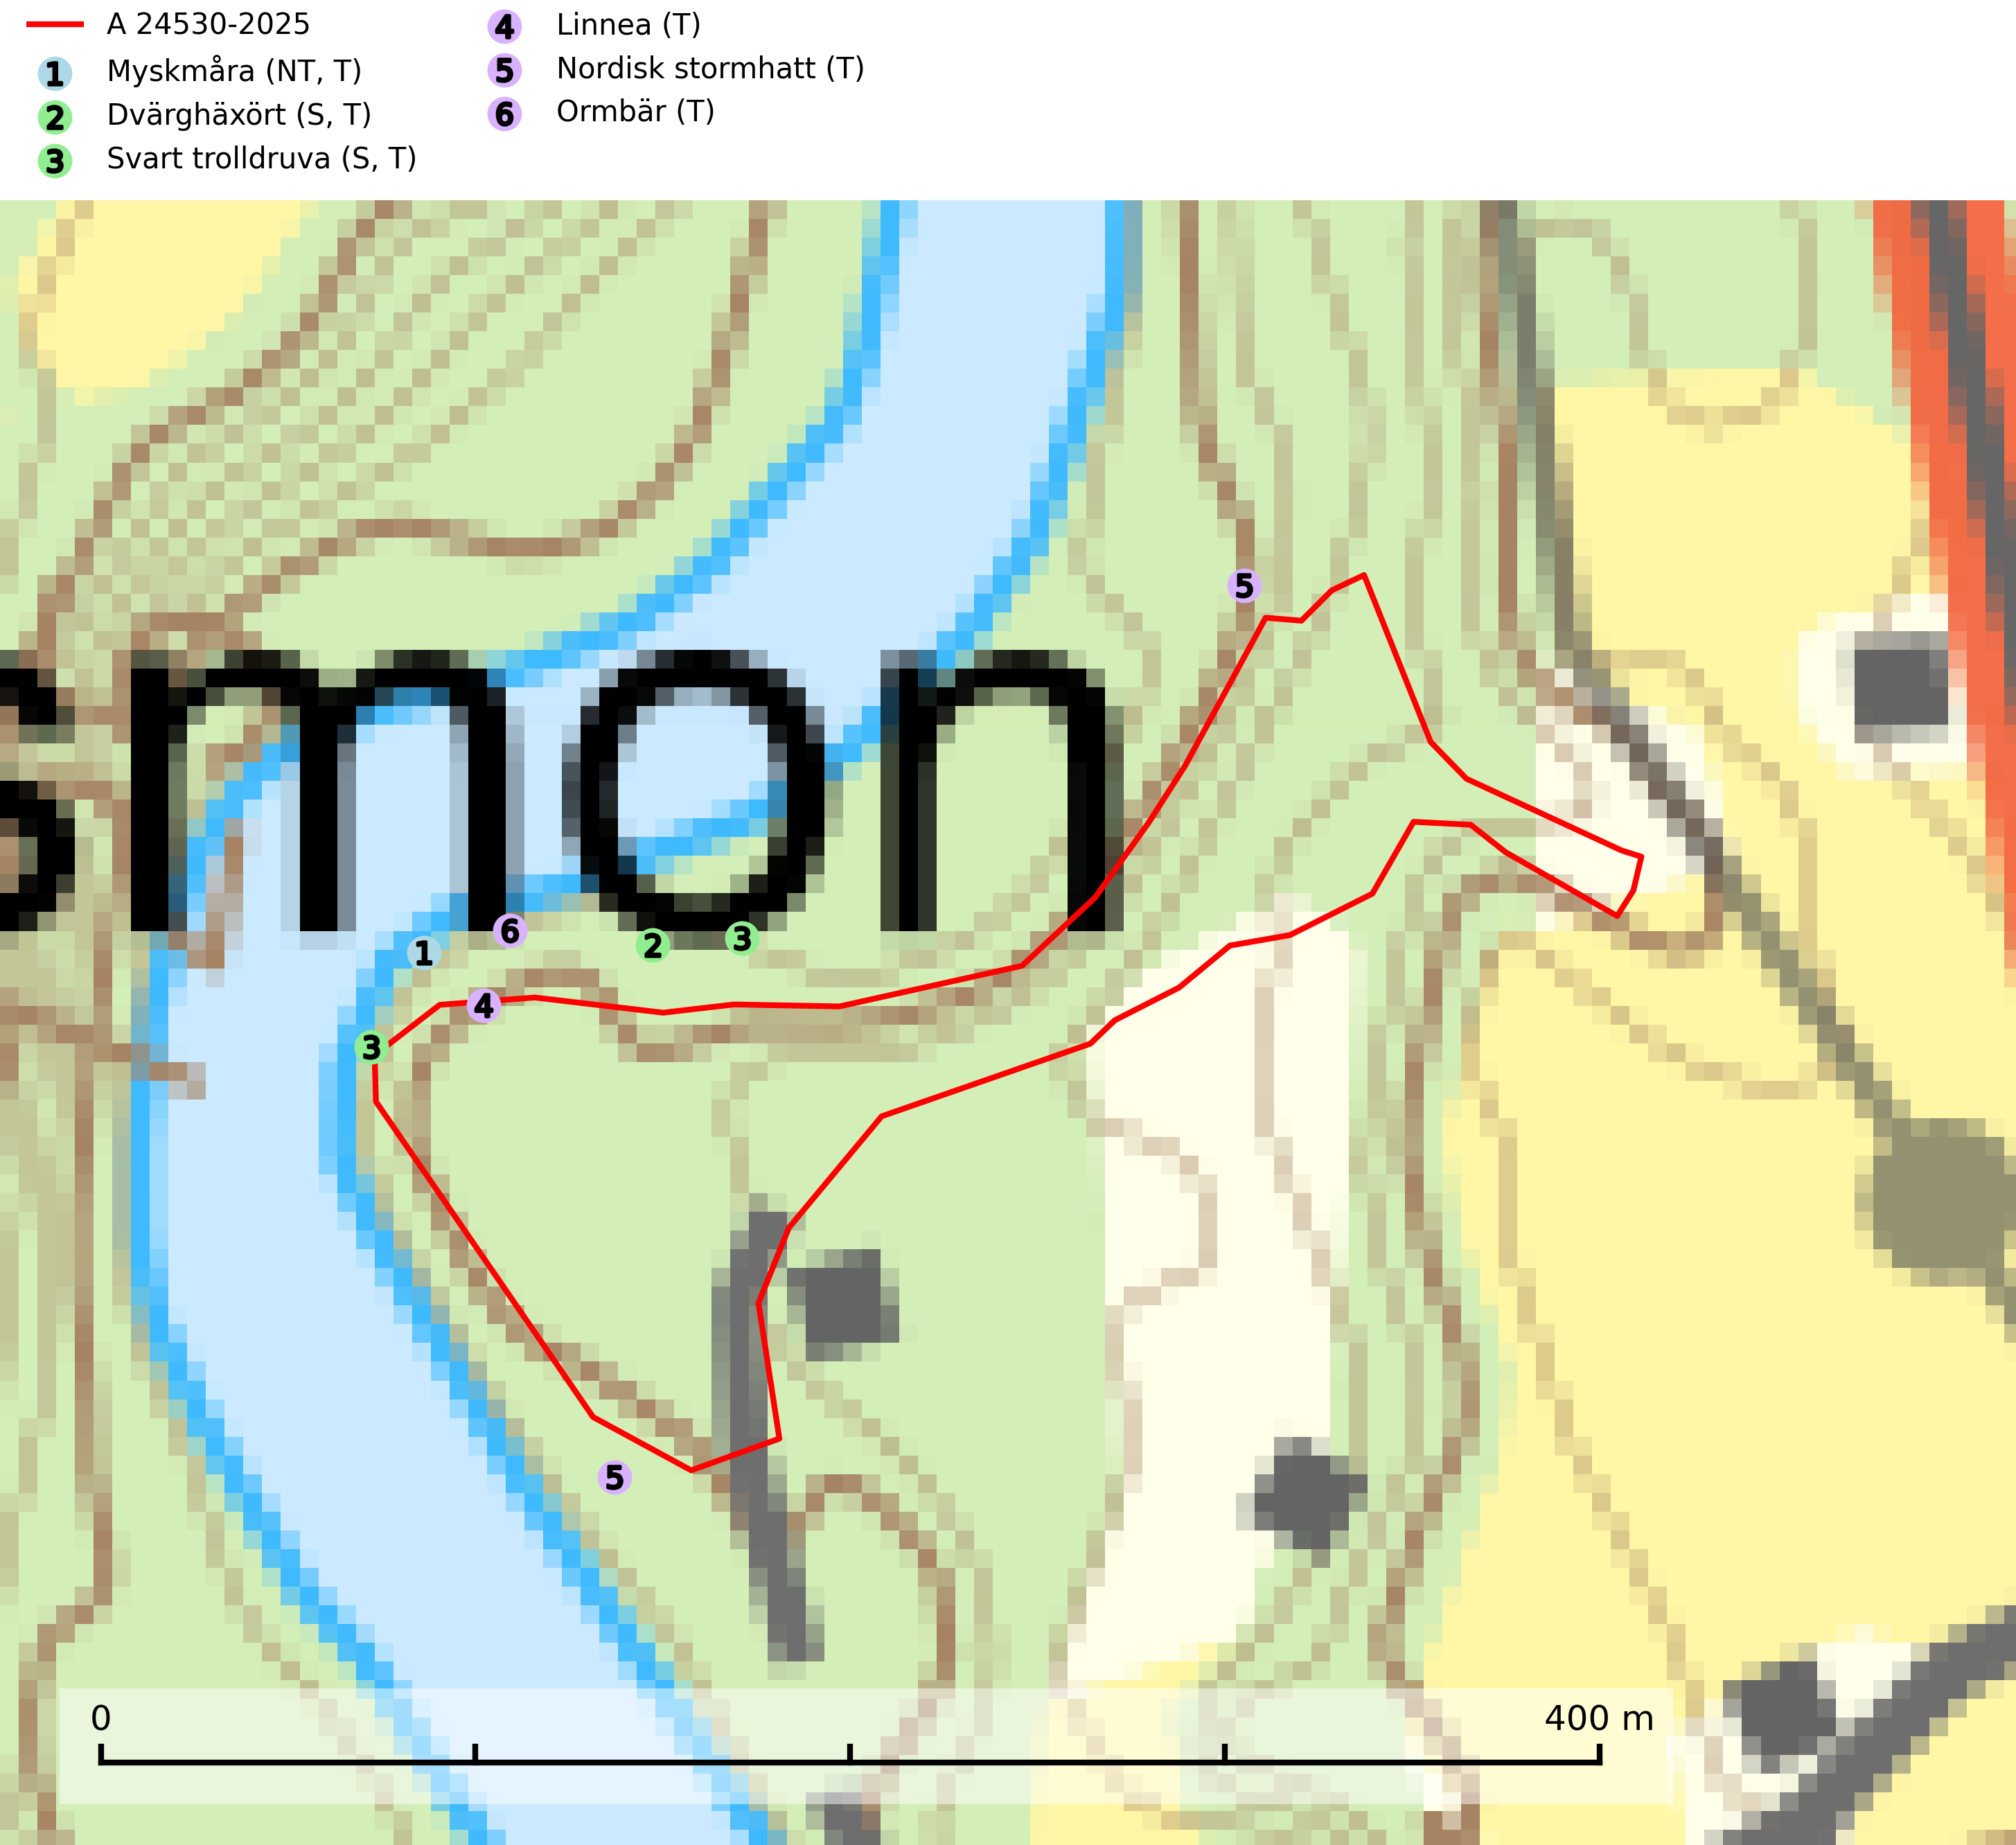 A 24530-2025
1 Myskmåra (NT, T)
2 Dvärghäxört (S, T)
3 Svart trolldruva (S, T)
4 Linnea (T)
5 Nordisk stormhatt (T)
6 Ormbär (T)
5
smon
6
1
2
3
4
3
5
0 400 m